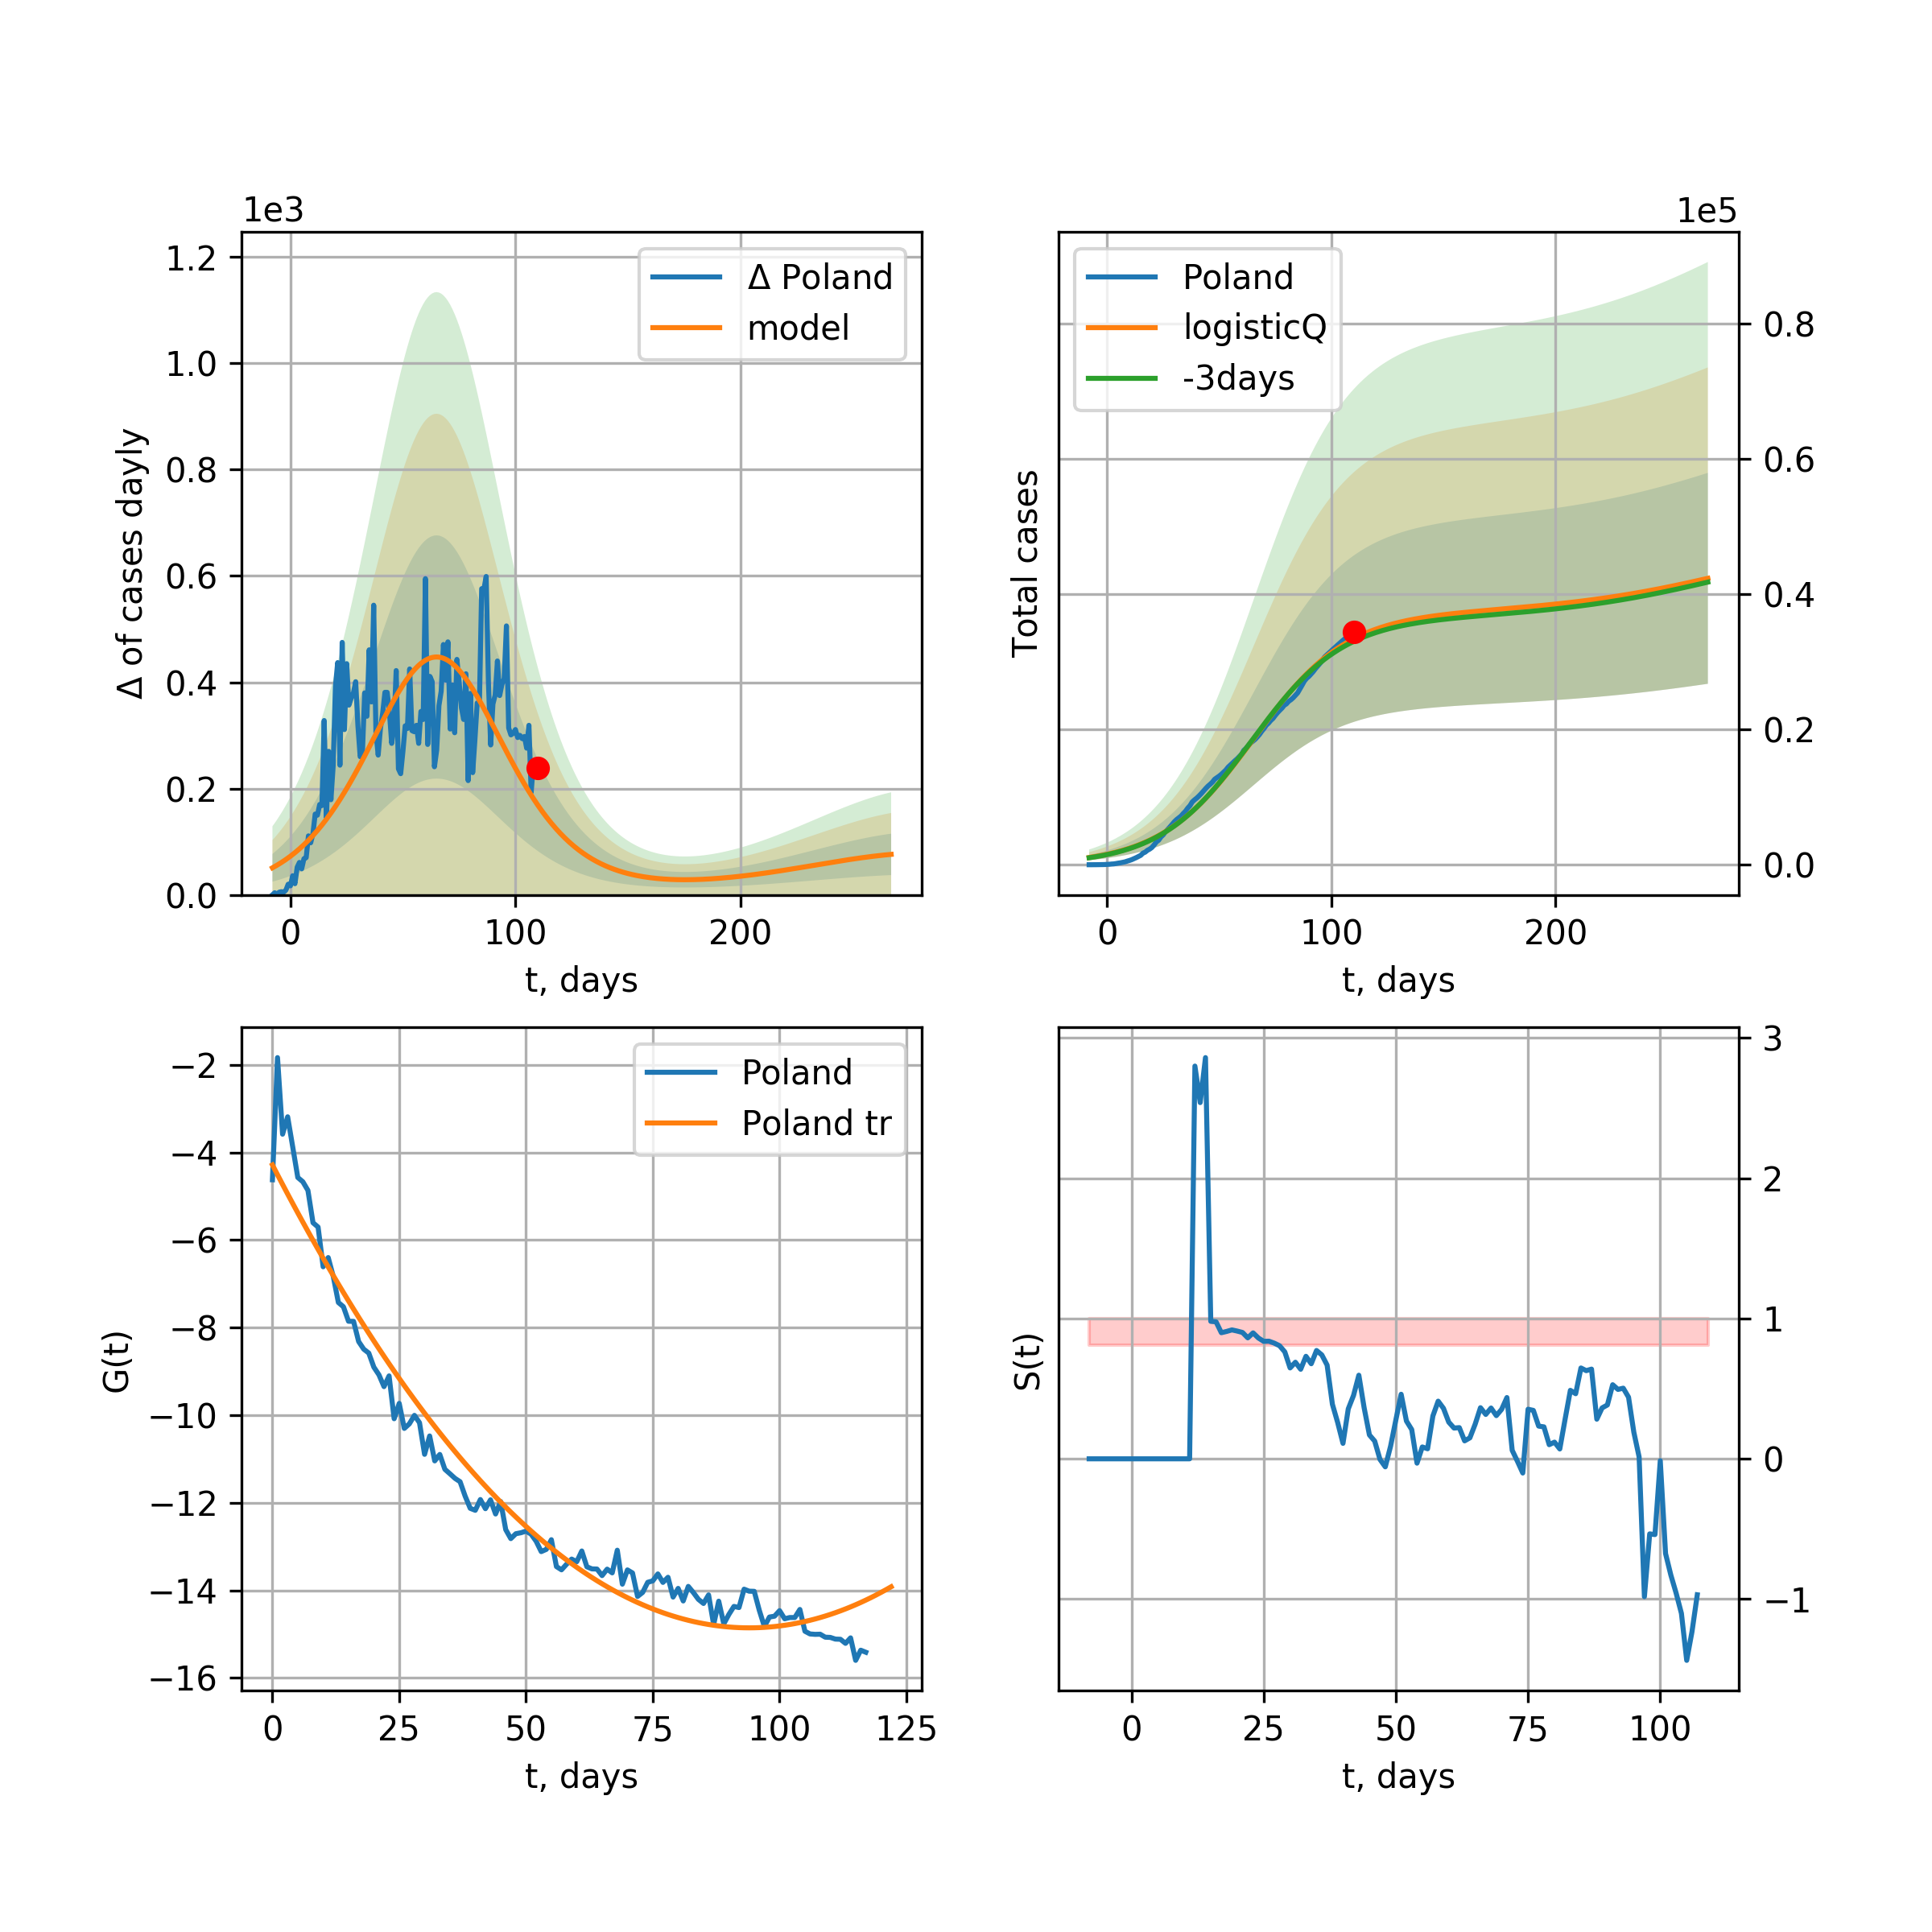 1e3
1.2
1.0
0.8
0.6
0.4
0.2
0.0
Δ of cases dayly
Δ Poland
model
0
100
200
t, days
1e5
Poland
logisticQ
-3days
Total cases
0.8
0.6
0.4
0.2
0.0
0
100
200
t, days
−2
−4
−6
−8
−10
−12
−14
−16
G(t)
Poland
Poland tr
0
25
50
75
100
125
t, days
S(t)
3
2
1
0
−1
0
25
50
75
100
t, days